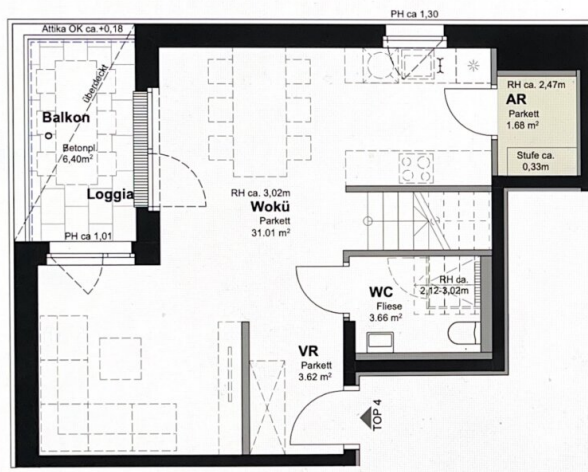 PH ca. 1,30
Attika OK ca.+0,18
überdeckt
Balkon
Betonpl.
6,40m²
Loggia
PH ca 1,01
RH ca. 3,02m
Wokü
Parkett
31.01 m²
RH ca. 2,47m
AR
Parkett
1.68 m²
Stufe ca.
0,33m
WC
Fliese
3.66 m²
RH ca.
2,12-3,02m
VR
Parkett
3.62 m²
TOP 4